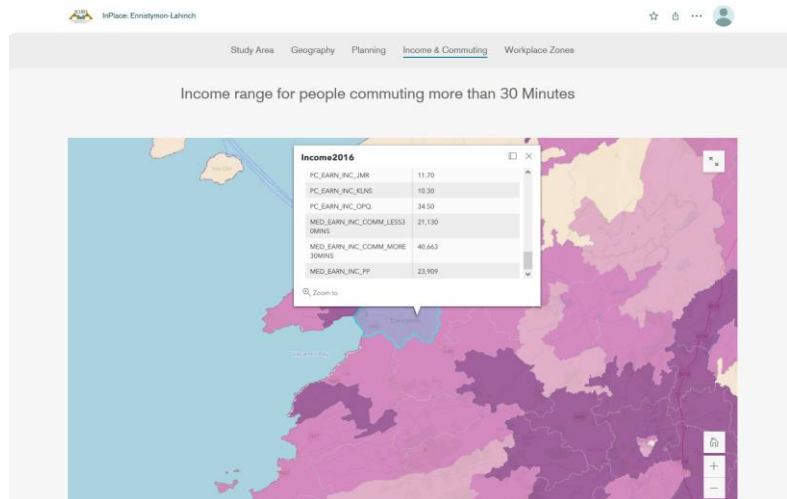 InPlace: Ennistymon-Lahinch
Study Area Geography Planning Income & Commuting Workplace Zones
Income range for people commuting more than 30 Minutes
Income2016
PC_EARN_INC_JMR 11.70
PC_EARN_INC_KLNS 10.30
PC_EARN_INC_OPQ 34.50
MED_EARN_INC_COMM_LESS3 21,130
0MINS
MED_EARN_INC_COMM_MORE 40,663
30MINS
MED_EARN_INC_PP 23,909
Zoom to